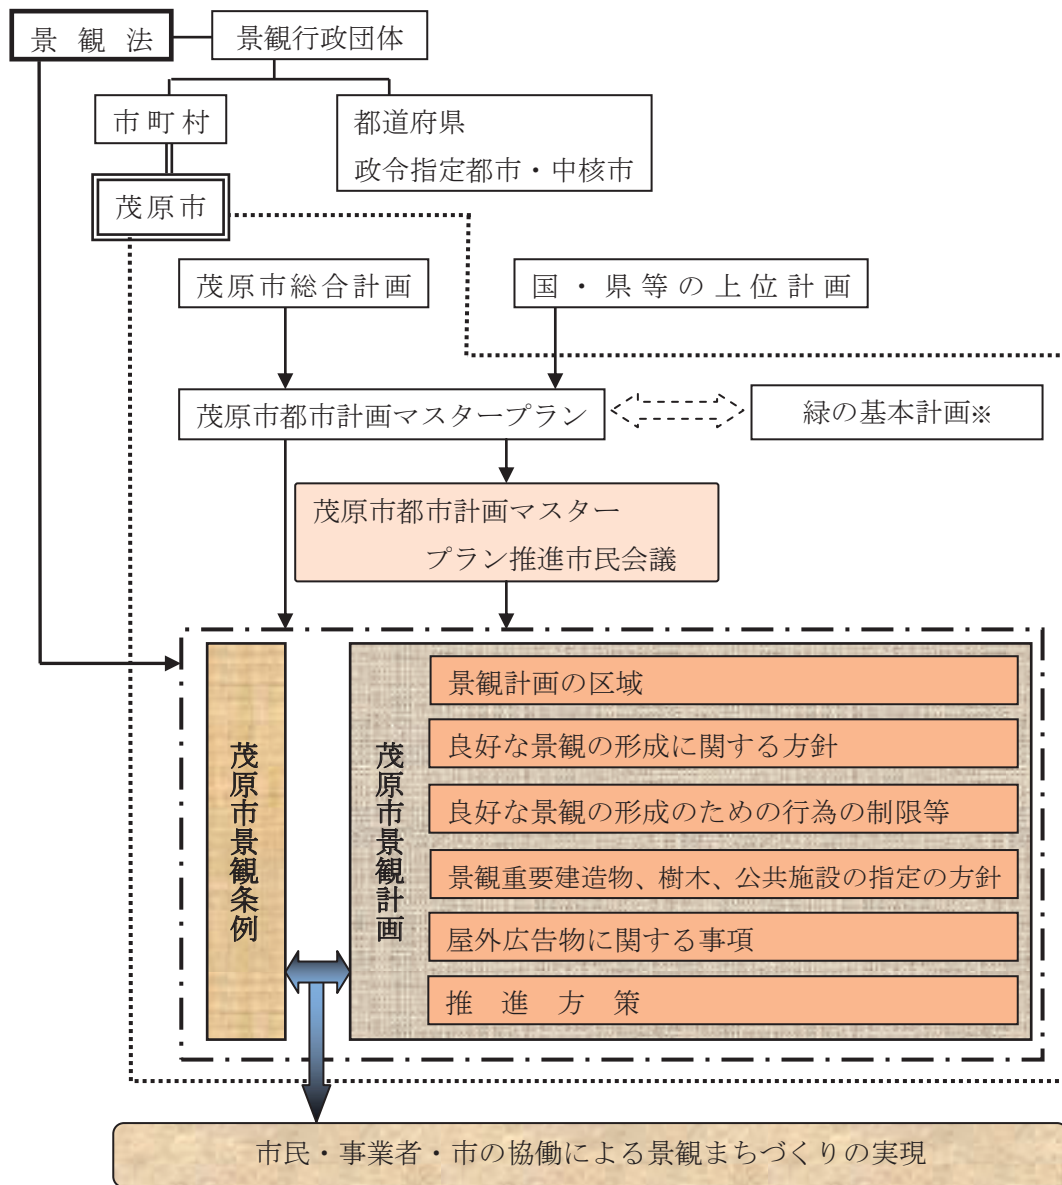 景観法
景観行政団体
市町村
都道府県
政令指定都市・中核市
茂原市
茂原市総合計画
国・県等の上位計画
茂原市都市計画マスタープラン
緑の基本計画※
茂原市都市計画マスター
プラン推進市民会議
茂原市景観条例
茂原市景観計画
景観計画の区域
良好な景観の形成に関する方針
良好な景観の形成のための行為の制限等
景観重要建造物、樹木、公共施設の指定の方針
屋外広告物に関する事項
推進方策
市民・事業者・市の協働による景観まちづくりの実現